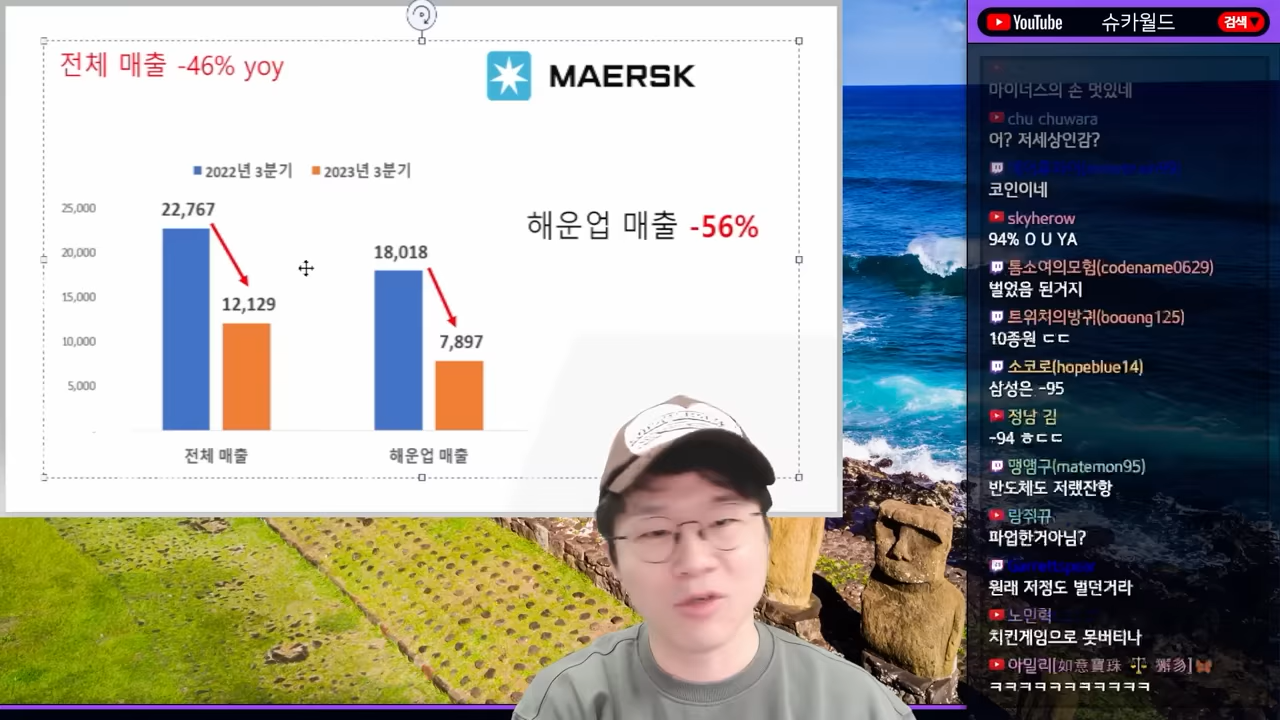 전체 매출 -46% yoy
MAERSK
2022년 3분기
2023년 3분기
25,000
20,000
15,000
10,000
5,000
22,767
12,129
18,018
7,897
전체 매출
해운업 매출
해운업 매출 -56%
YouTube 슈카월드 검색
마이너스의 손 멋있네
chu chuwara
어? 저세상인감?
코인이네
skyherow
94% O U YA
톰소여의모험(codename0629)
벌었음 된거지
트위치의방귀(booong125)
10종원 ㄷㄷ
소코로(hopeblue14)
삼성은 -95
정남 김
-94 ㅎㄷㄷ
맹앰구(matemon95)
반도체도 저랬잔항
람쥐뀨
파업한거아님?
원래 저정도 벌던거라
노민혁
치킨게임으로 못버티나
아밀리[如意寶珠
ㅋㅋㅋㅋㅋㅋㅋㅋㅋㅋㅋ